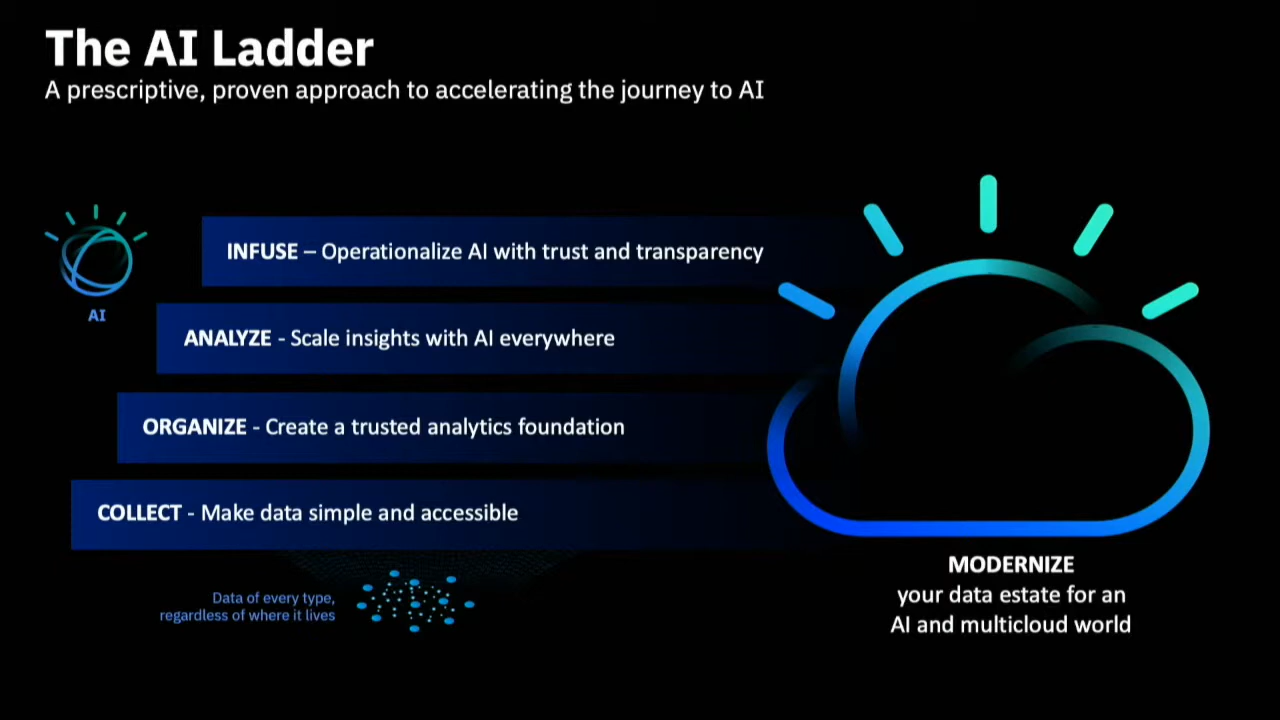 The AI Ladder
A prescriptive, proven approach to accelerating the journey to AI
INFUSE – Operationalize AI with trust and transparency
AI
ANALYZE - Scale insights with AI everywhere
ORGANIZE - Create a trusted analytics foundation
COLLECT - Make data simple and accessible
Data of every type,
regardless of where it lives
MODERNIZE
your data estate for an
AI and multicloud world